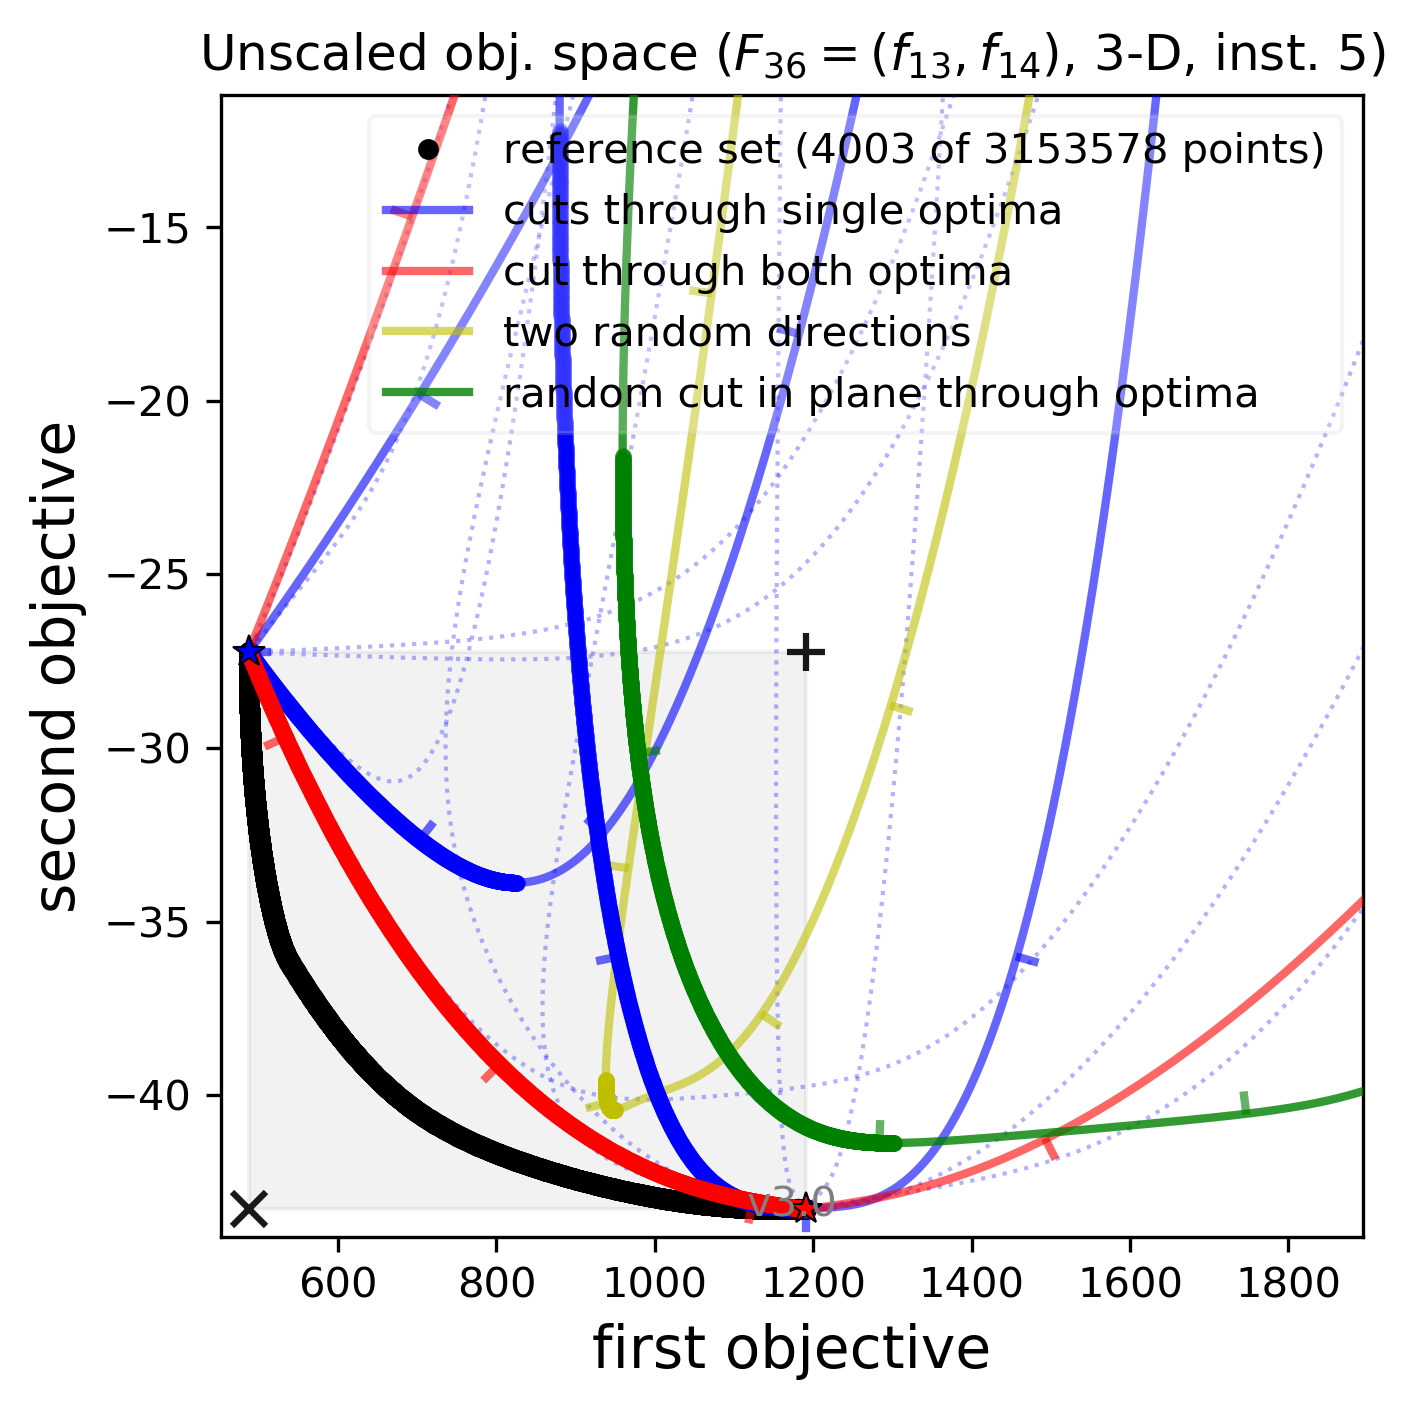 Unscaled obj. space (F₃₆ = (f₁₃, f₁₄), 3-D, inst. 5)
reference set (4003 of 3153578 points)
cuts through single optima
cut through both optima
two random directions
random cut in plane through optima
second objective
−15
−20
−25
−30
−35
−40
v3.0
600 800 1000 1200 1400 1600 1800
first objective